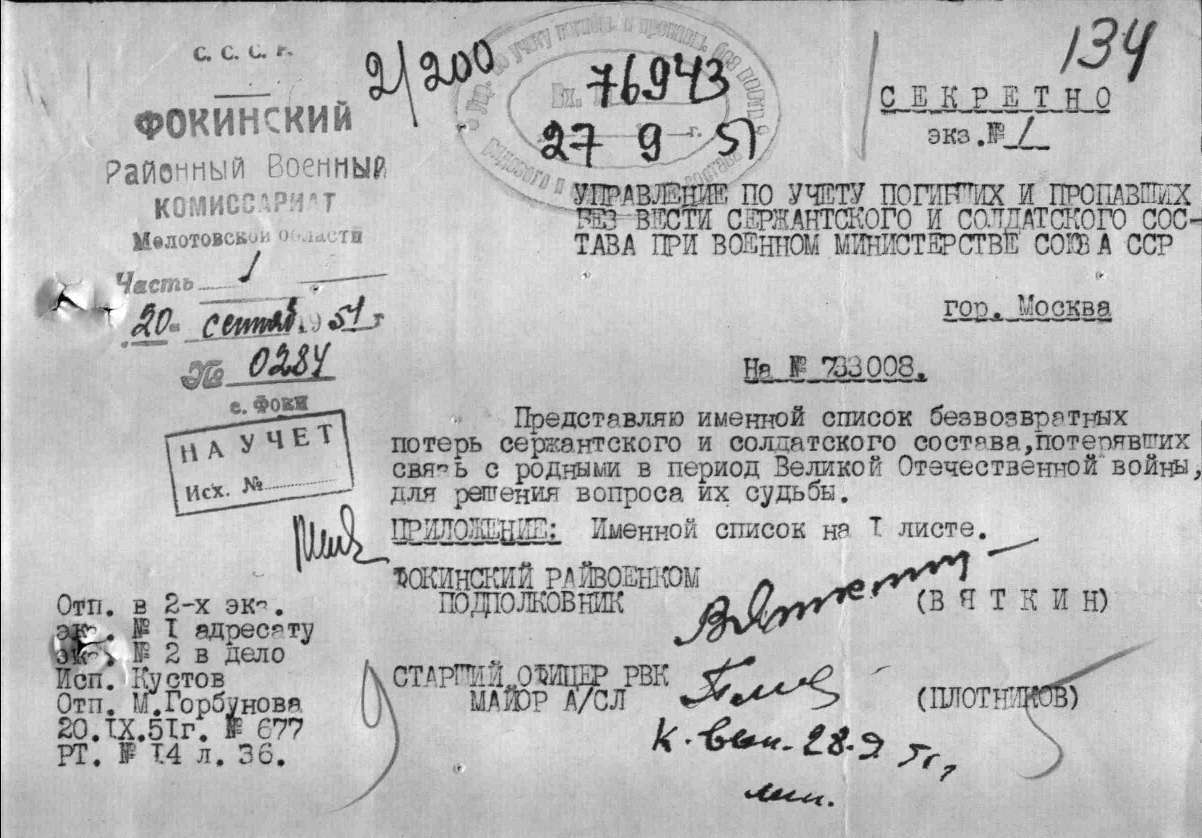 С. С. С. Р.
ФОКИНСКИЙ
Районный Военный
КОМИССАРИАТ
Молотовской области
Часть 1
20 сентяб. 1951 г
№ 0284
с. Фоки
НА УЧЕТ
Исх. №
2/200
Вх. 76943
27 9 51
г.
134
СЕКРЕТНО
экз.№ 1
УПРАВЛЕНИЕ ПО УЧЕТУ ПОГИБШИХ И ПРОПАВШИХ
БЕЗ ВЕСТИ СЕРЖАНТСКОГО И СОЛДАТСКОГО СОС-
ТАВА ПРИ ВОЕННОМ МИНИСТЕРСТВЕ СОЮЗА ССР
гор. Москва
На № 733008.
Представляю именной список безвозвратных
потерь сержантского и солдатского состава,потерявших
связь с родными в период Великой Отечественной войны,
для решения вопроса их судьбы.
ПРИЛОЖЕНИЕ: Именной список на I листе.
ФОКИНСКИЙ РАЙВОЕНКОМ
ПОДПОЛКОВНИК
(ВЯТКИН)
СТАРШИЙ ОФИЦЕР РВК
МАЙОР А/СЛ
(ПЛОТНИКОВ)
К. вып. 28.9 51 г,
Отп. в 2-х экз.
экз. № I адресату
экз. № 2 в дело
Исп. Кустов
Отп. М.Горбунова
20.IX.51г. № 677
РТ. № 14 л. 36.